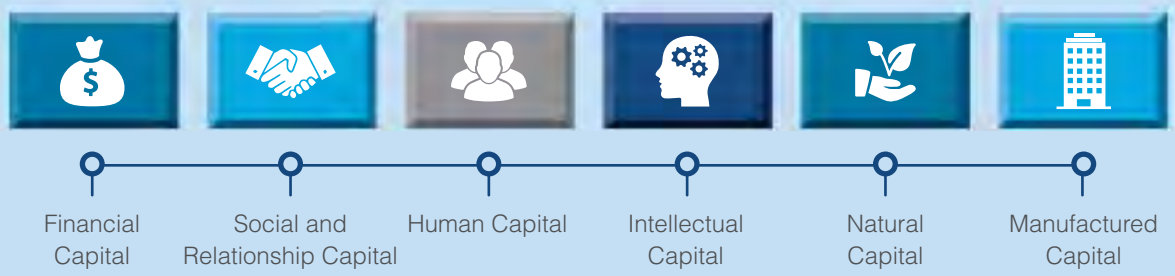 $
Financial
Capital
Social and
Relationship Capital
Human Capital
Intellectual
Capital
Natural
Capital
Manufactured
Capital